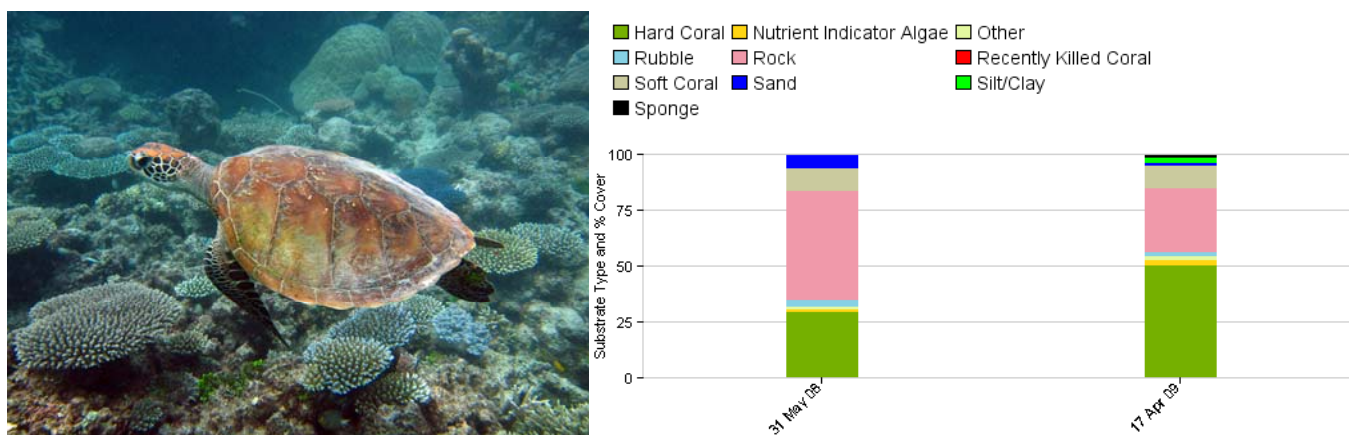 Hard Coral Nutrient Indicator Algae Other
Rubble Rock Recently Killed Coral
Soft Coral Sand Silt/Clay
Sponge
Substrate Type and % Cover
100
75
50
25
0
31 May 08 17 Apr 09